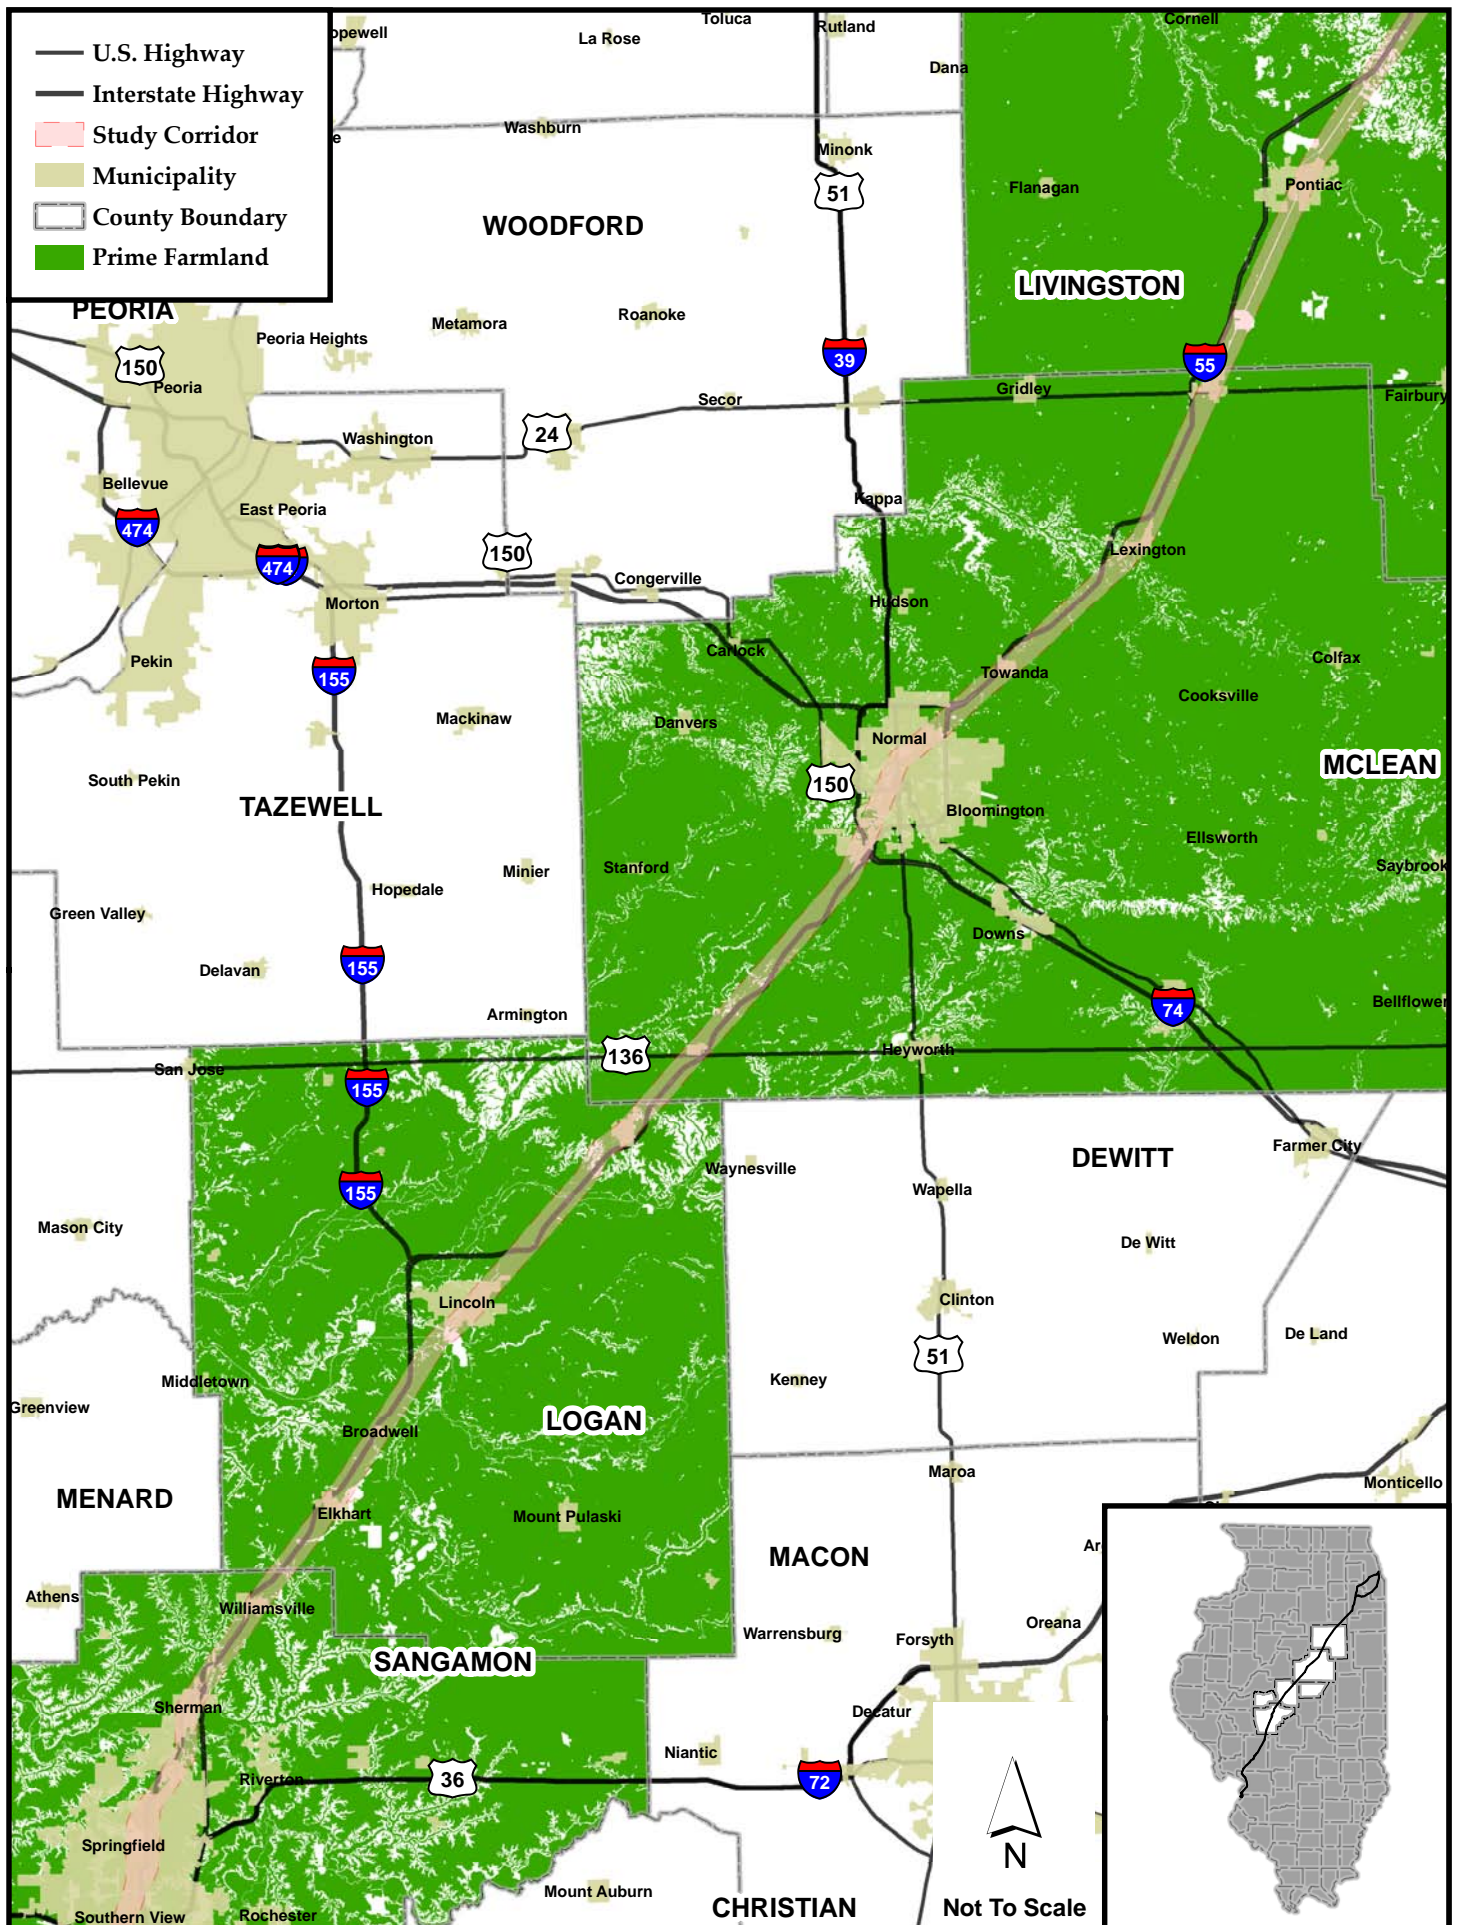 U.S. Highway
Interstate Highway
Study Corridor
Municipality
County Boundary
Prime Farmland
opewell
La Rose
Toluca
Rutland
Cornell
Dana
e
Washburn
Minonk
51
Flanagan
Pontiac
WOODFORD
LIVINGSTON
PEORIA
Peoria Heights
Metamora
Roanoke
150
Peoria
39
55
Secor
Gridley
Fairbury
Washington
24
Bellevue
East Peoria
Kappa
474
474
150
Lexington
Morton
Congerville
Hudson
Pekin
155
Carlock
Towanda
Colfax
Cooksville
Mackinaw
Danvers
Normal
South Pekin
TAZEWELL
150
MCLEAN
Bloomington
Ellsworth
Stanford
Minier
Saybrook
Hopedale
Green Valley
Downs
Delavan
155
74
Bellflower
Armington
San Jose
155
136
Heyworth
Farmer City
DEWITT
Waynesville
155
Wapella
Mason City
De Witt
Lincoln
Clinton
Weldon
De Land
51
Middletown
Kenney
Greenview
Broadwell
LOGAN
Maroa
Monticello
MENARD
Elkhart
Mount Pulaski
MACON
Ar
Athens
Williamsville
Warrensburg
Forsyth
Oreana
SANGAMON
Sherman
Decatur
Niantic
Riverton
36
72
Springfield
N
Mount Auburn
CHRISTIAN
Not To Scale
Southern View
Rochester